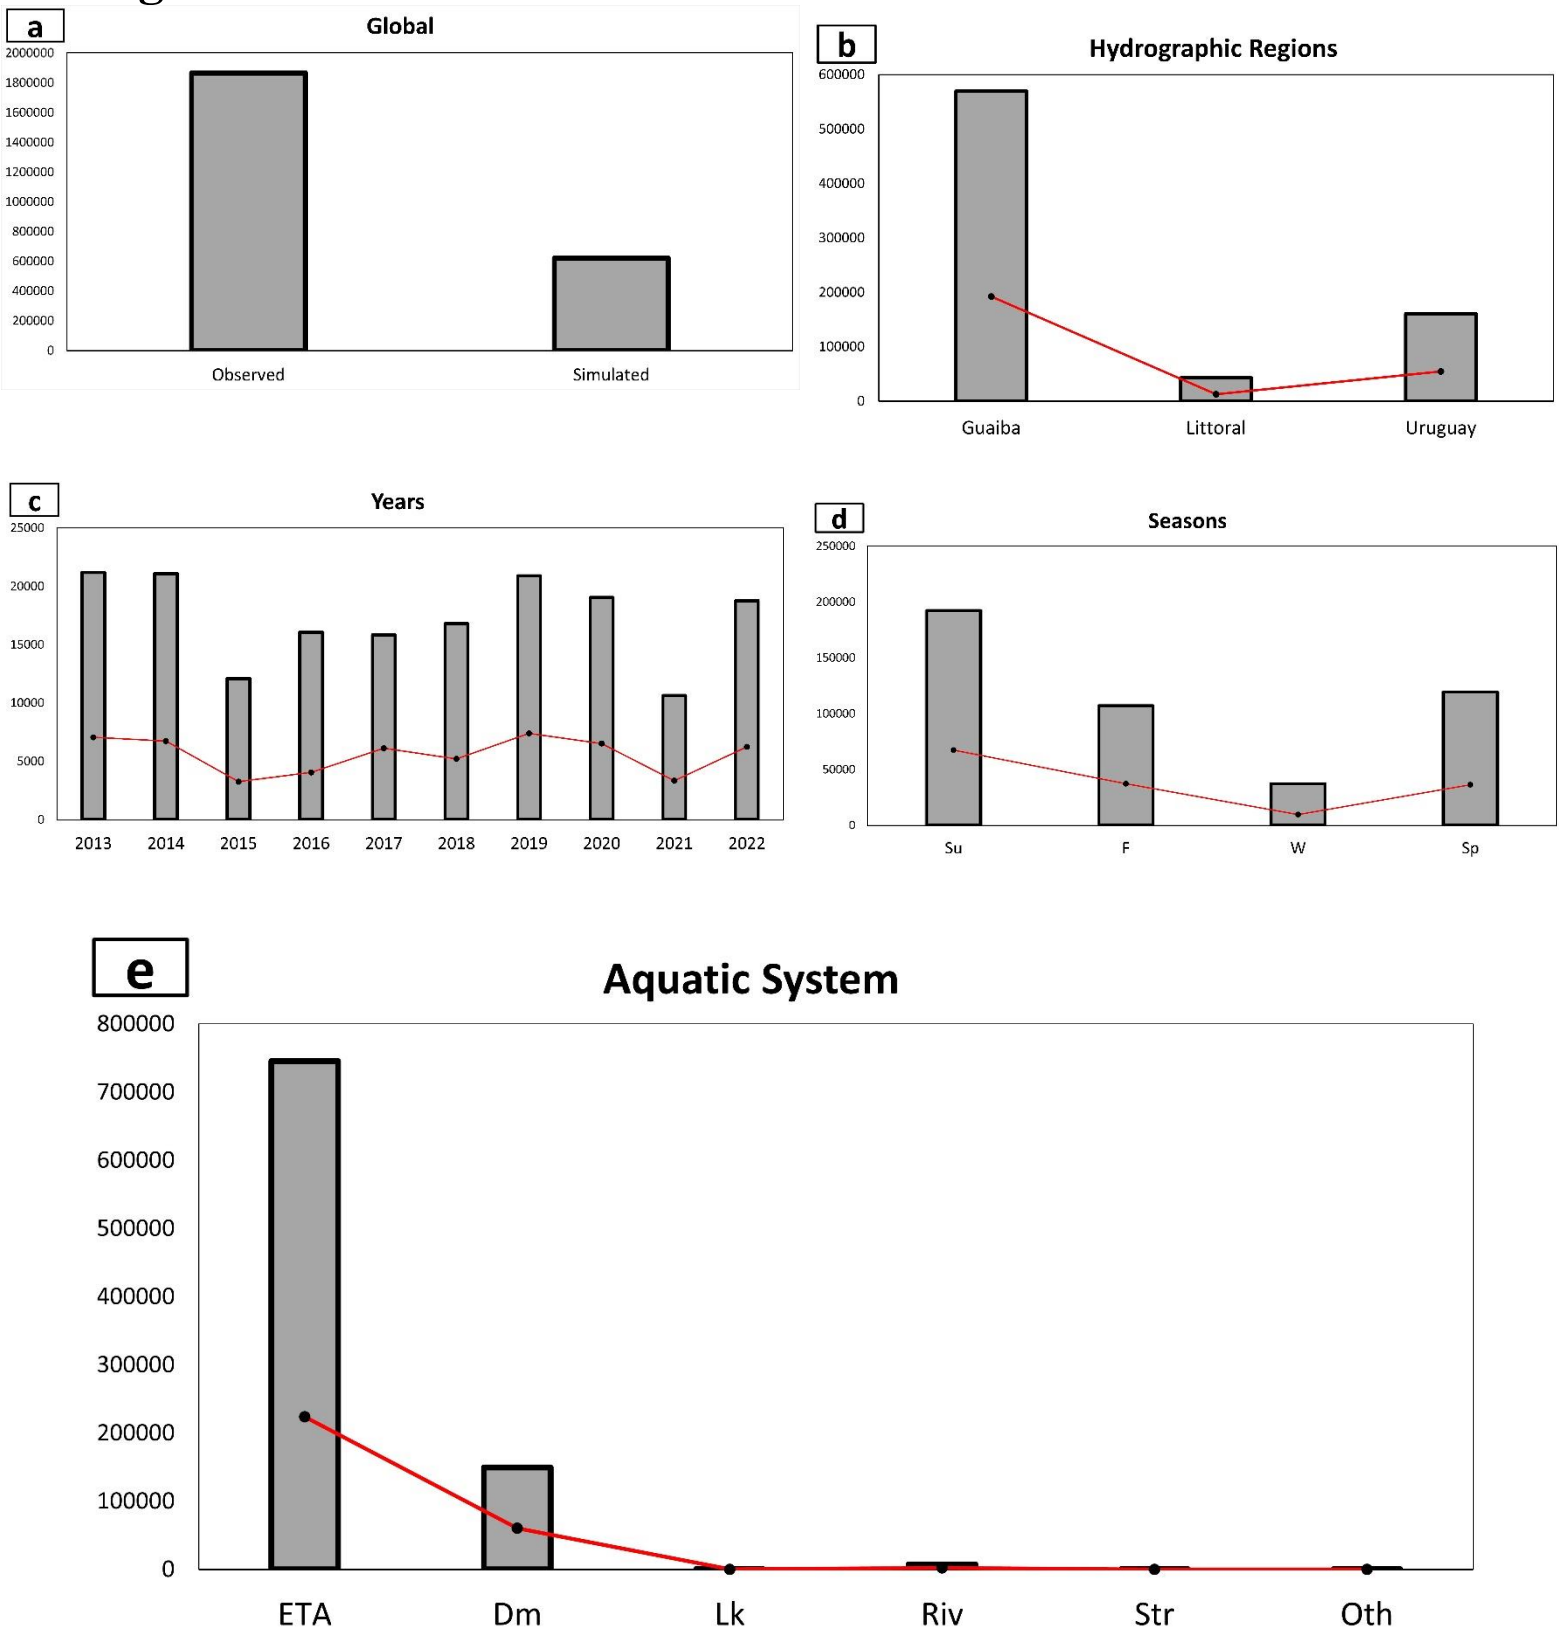 a
Global
2000000
1800000
1600000
1400000
1200000
1000000
800000
600000
400000
200000
0
Observed Simulated
b
Hydrographic Regions
600000
500000
400000
300000
200000
100000
0
Guaiba Littoral Uruguay
c
Years
25000
20000
15000
10000
5000
0
2013 2014 2015 2016 2017 2018 2019 2020 2021 2022
d
Seasons
250000
200000
150000
100000
50000
0
Su F W Sp
e
Aquatic System
800000
700000
600000
500000
400000
300000
200000
100000
0
ETA Dm Lk Riv Str Oth